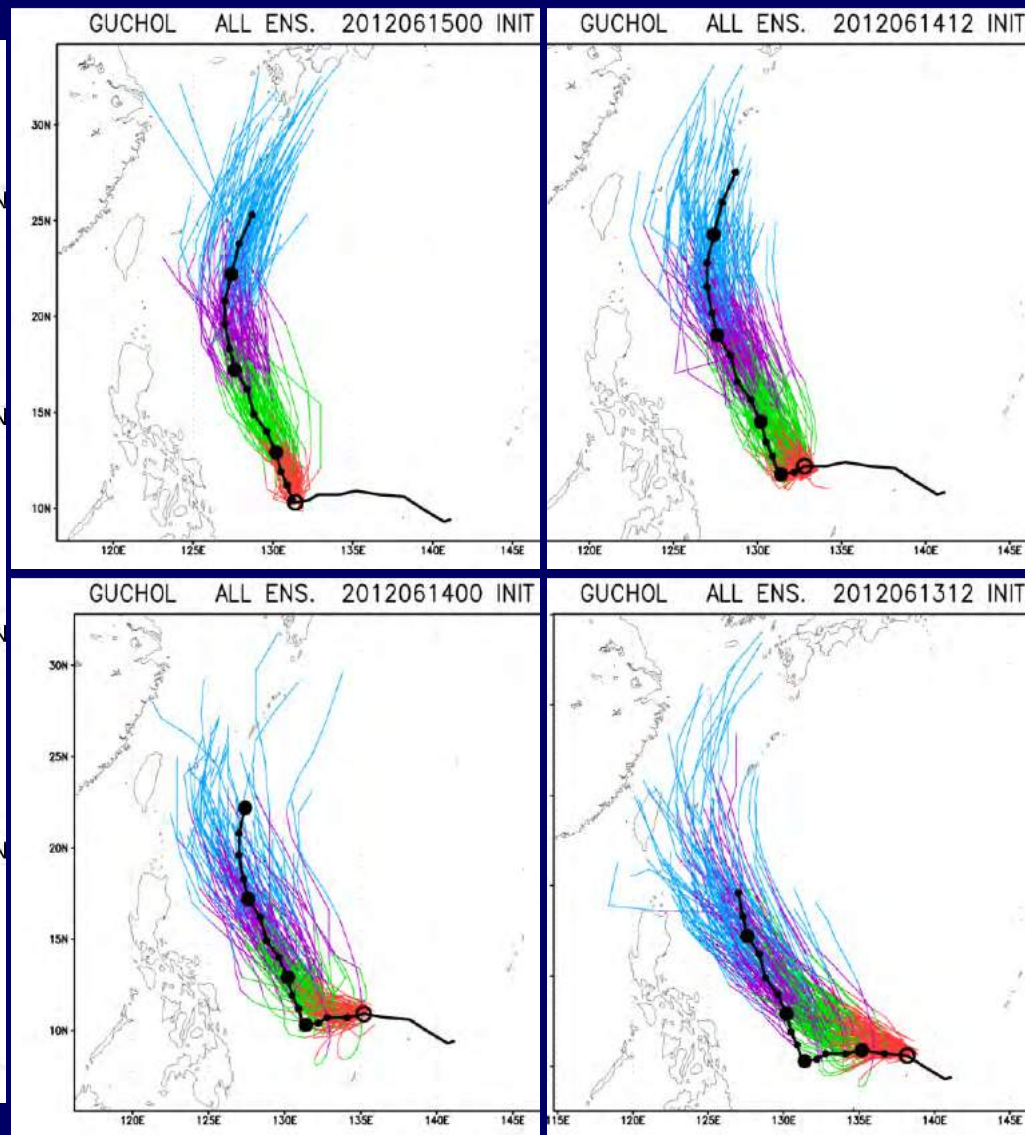 GUCHOL ALL ENS. 2012061500 INIT
30N
25N
20N
15N
10N
120E 125E 130E 135E 140E 145E
GUCHOL ALL ENS. 2012061412 INIT
120E 125E 130E 135E 140E 145E
GUCHOL ALL ENS. 2012061400 INIT
30N
25N
20N
15N
10N
120E 125E 130E 135E 140E 145E
GUCHOL ALL ENS. 2012061312 INIT
115E 120E 125E 130E 135E 140E 145E
N
N
N
N